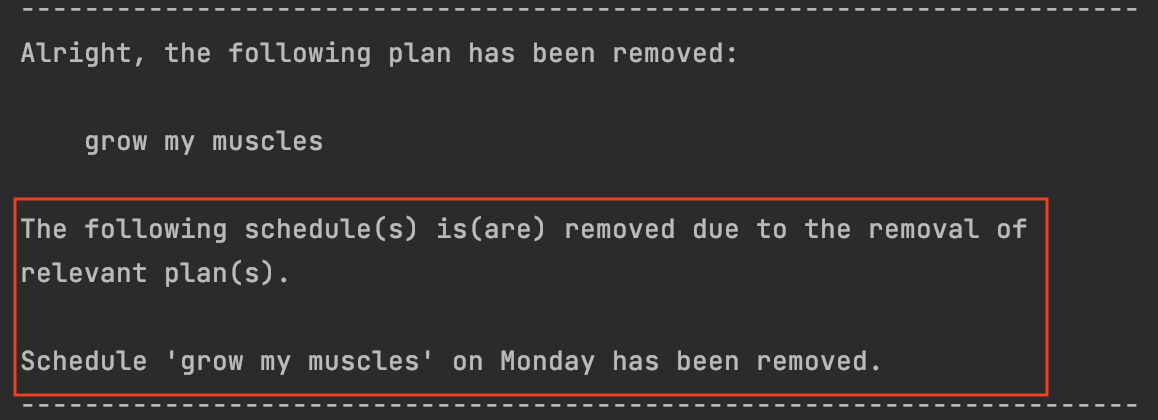 ----------------------------------------------------------------------
Alright, the following plan has been removed:
grow my muscles
The following schedule(s) is(are) removed due to the removal of
relevant plan(s).
Schedule 'grow my muscles' on Monday has been removed.
----------------------------------------------------------------------